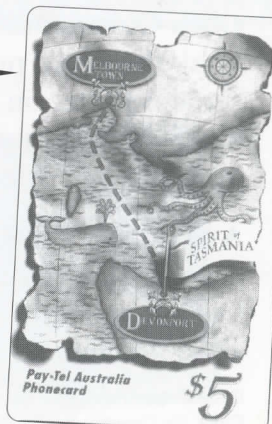 MELBOURNE
TOWN
SPIRIT of
TASMANIA
DEVONPORT
Pay-Tel Australia
Phonecard
$5